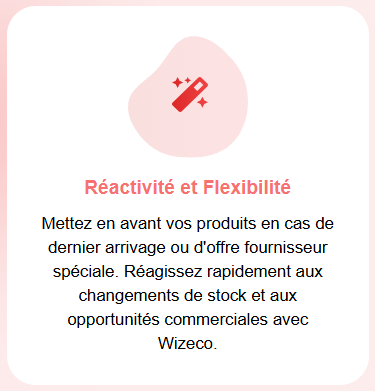 Réactivité et Flexibilité
Mettez en avant vos produits en cas de
dernier arrivage ou d'offre fournisseur
spéciale. Réagissez rapidement aux
changements de stock et aux
opportunités commerciales avec
Wizeco.